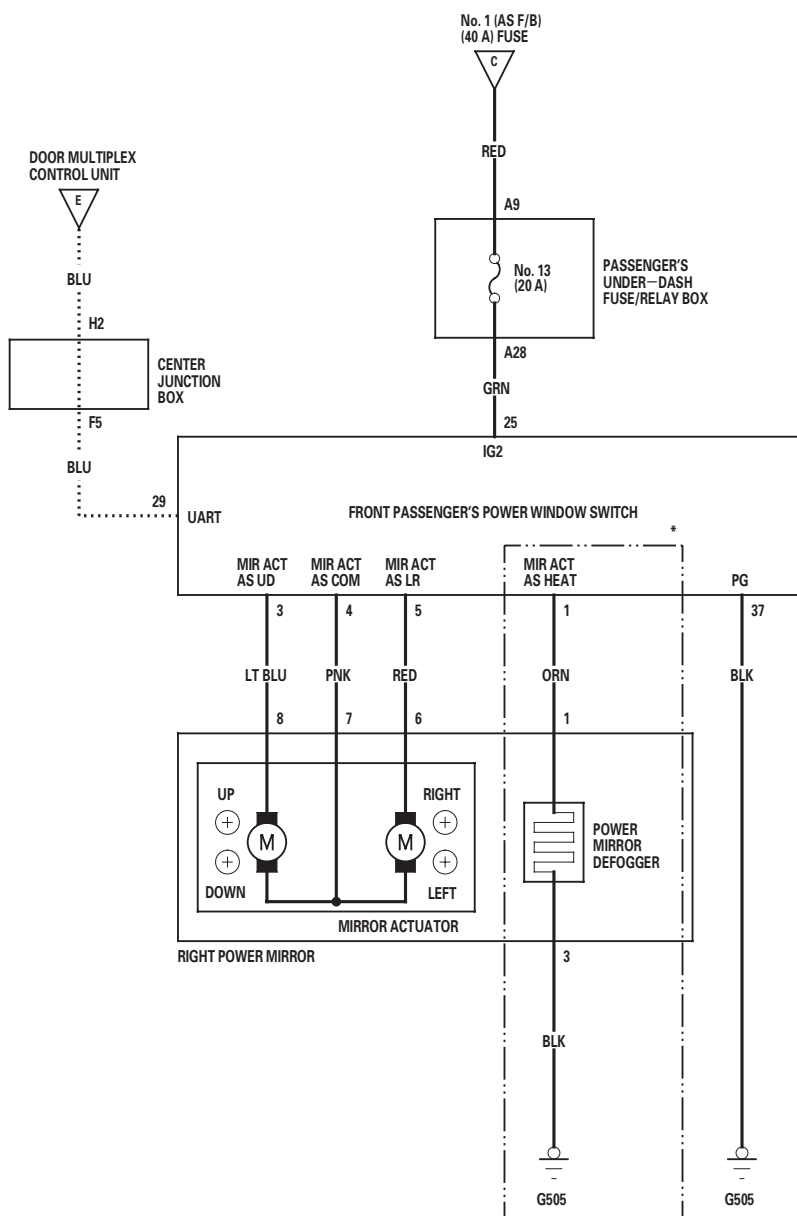 No. 1 (AS F/B)
(40 A) FUSE
C
RED
A9
No. 13
(20 A)
PASSENGER'S
UNDER–DASH
FUSE/RELAY BOX
A28
GRN
25
IG2
DOOR MULTIPLEX
CONTROL UNIT
E
BLU
H2
CENTER
JUNCTION
BOX
F5
BLU
29
UART
FRONT PASSENGER'S POWER WINDOW SWITCH
*
MIR ACT
AS UD
MIR ACT
AS COM
MIR ACT
AS LR
MIR ACT
AS HEAT
PG
3
4
5
1
37
LT BLU
PNK
RED
ORN
BLK
8
7
6
1
UP
DOWN
M
M
RIGHT
LEFT
MIRROR ACTUATOR
POWER
MIRROR
DEFOGGER
RIGHT POWER MIRROR
3
BLK
G505
G505